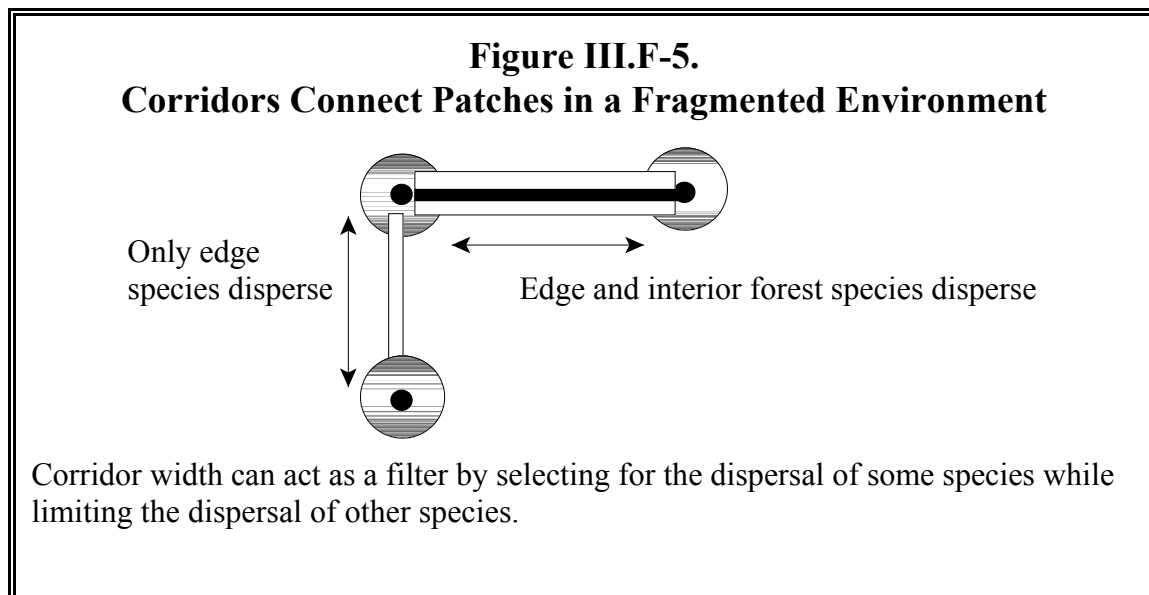 Figure III.F-5.
Corridors Connect Patches in a Fragmented Environment
Only edge
species disperse
Edge and interior forest species disperse
Corridor width can act as a filter by selecting for the dispersal of some species while
limiting the dispersal of other species.